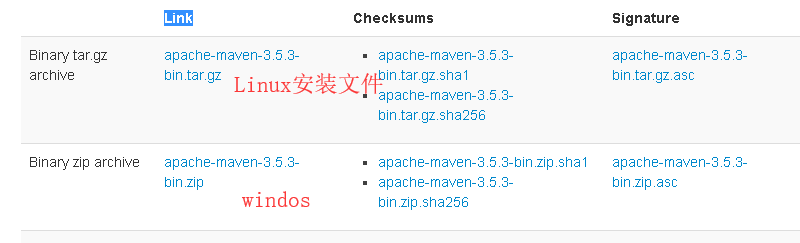 Link Checksums Signature
Binary tar.gz apache-maven-3.5.3- apache-maven-3.5.3- apache-maven-3.5.3-
archive bin.tar.gz bin.tar.gz.sha1 bin.tar.gz.asc
Linux安装文件
apache-maven-3.5.3-
bin.tar.gz.sha256
Binary zip archive apache-maven-3.5.3- apache-maven-3.5.3-bin.zip.sha1 apache-maven-3.5.3-
bin.zip apache-maven-3.5.3- bin.zip.asc
windos bin.zip.sha256